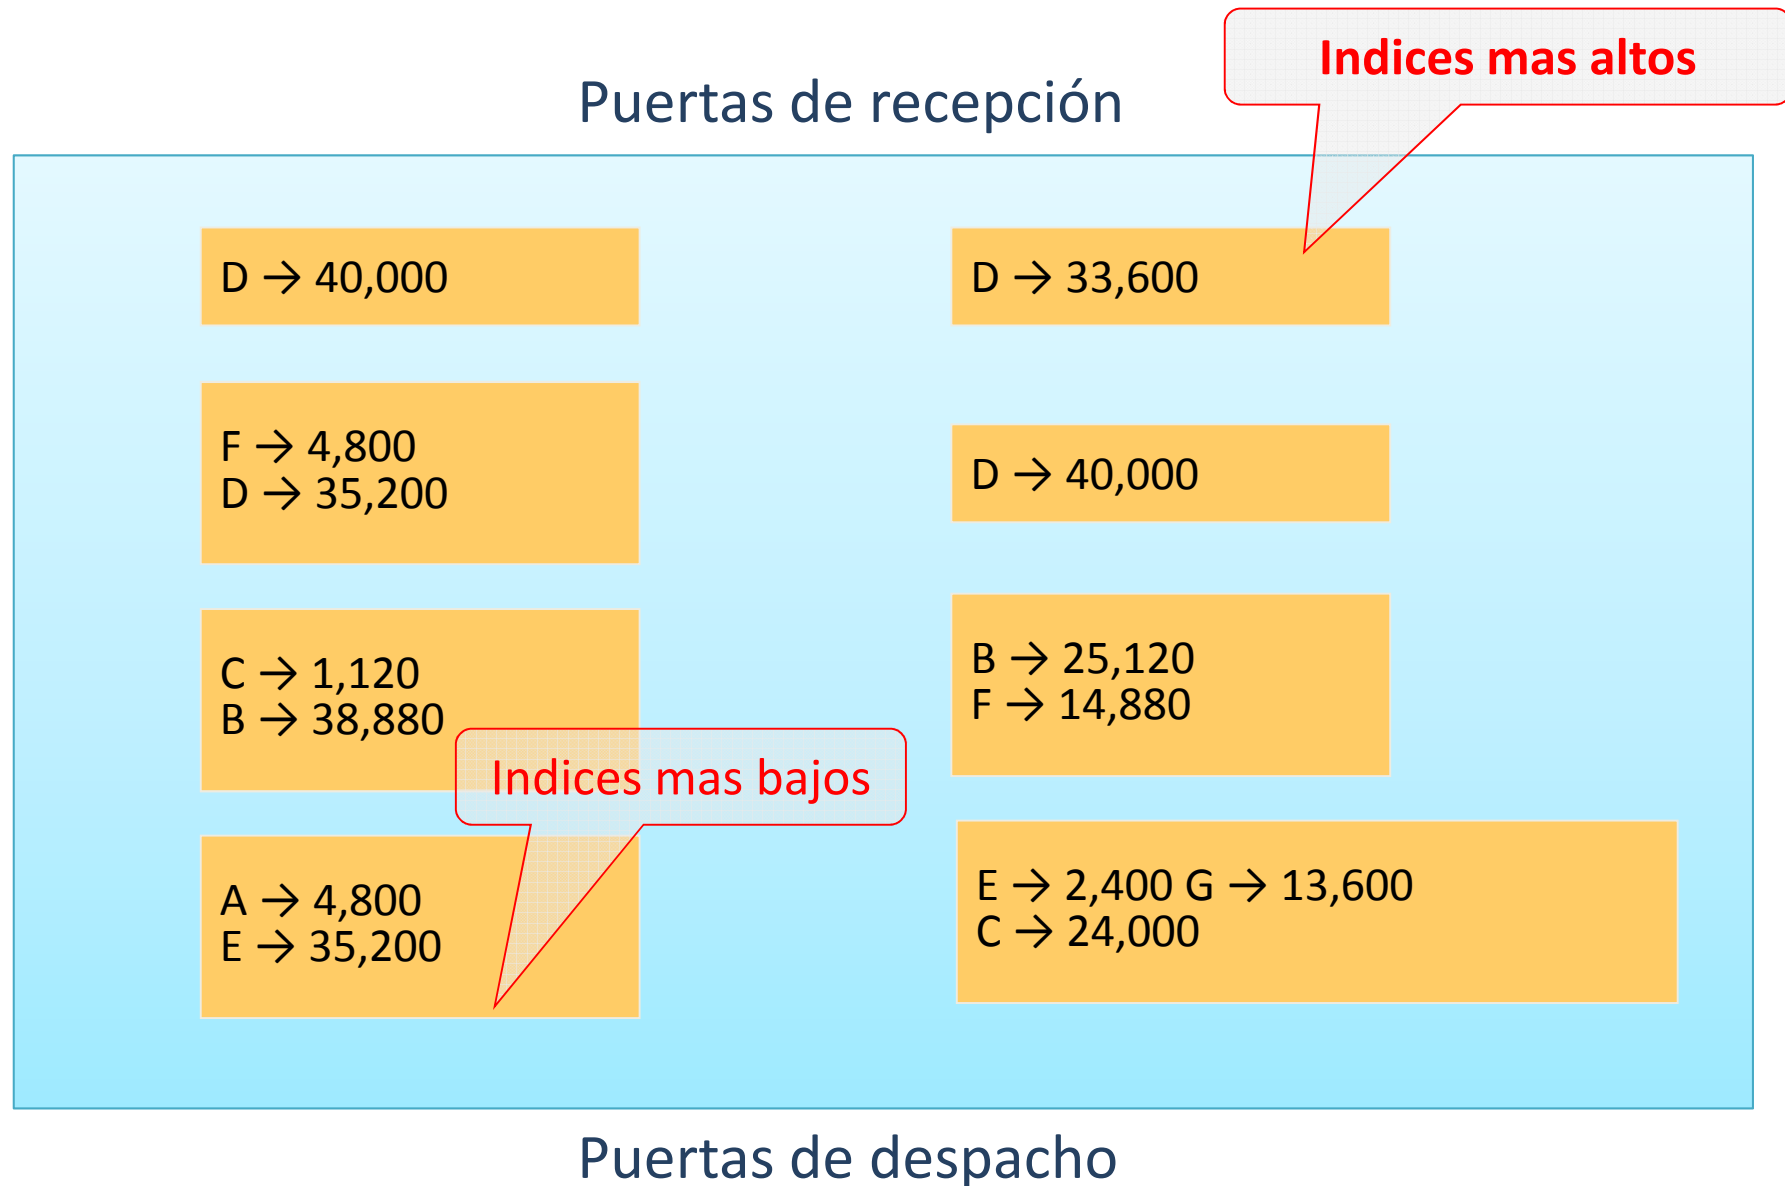 Indices mas altos
Puertas de recepción
D → 40,000
D → 33,600
F → 4,800
D → 35,200
D → 40,000
C → 1,120
B → 38,880
B → 25,120
F → 14,880
Indices mas bajos
A → 4,800
E → 35,200
E → 2,400 G → 13,600
C → 24,000
Puertas de despacho